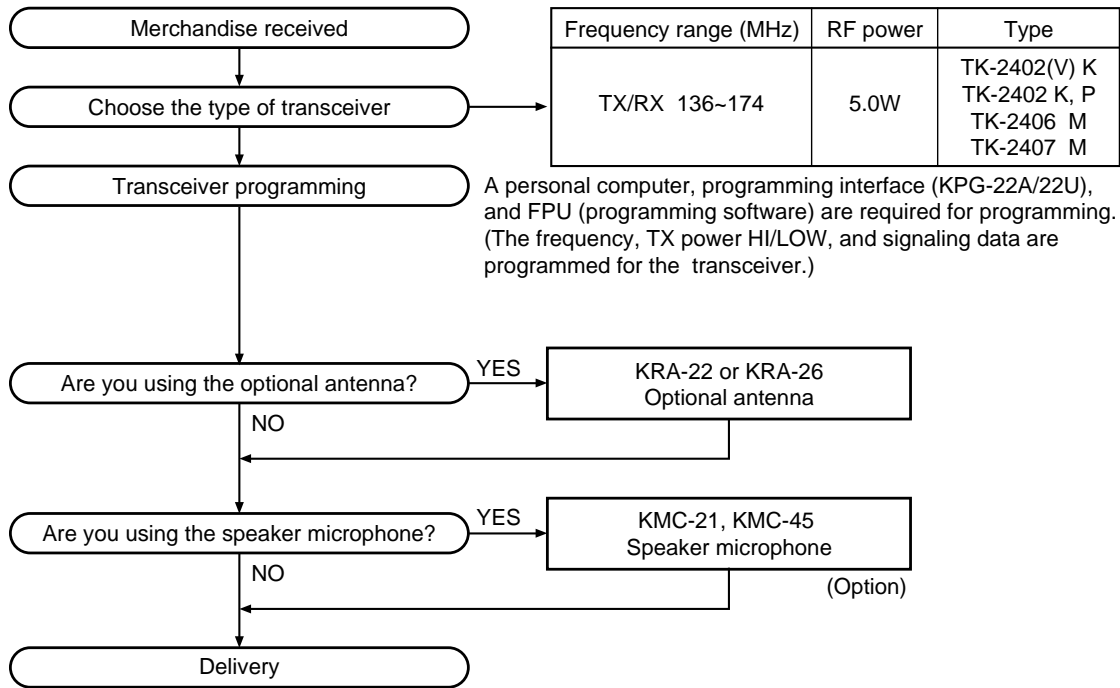 Merchandise received
Choose the type of transceiver
Frequency range (MHz) RF power Type
TX/RX 136~174 5.0W
TK-2402(V) K
TK-2402 K, P
TK-2406 M
TK-2407 M
Transceiver programming
A personal computer, programming interface (KPG-22A/22U),
and FPU (programming software) are required for programming.
(The frequency, TX power HI/LOW, and signaling data are
programmed for the transceiver.)
Are you using the optional antenna?
YES
KRA-22 or KRA-26
Optional antenna
NO
Are you using the speaker microphone?
YES
KMC-21, KMC-45
Speaker microphone
(Option)
NO
Delivery